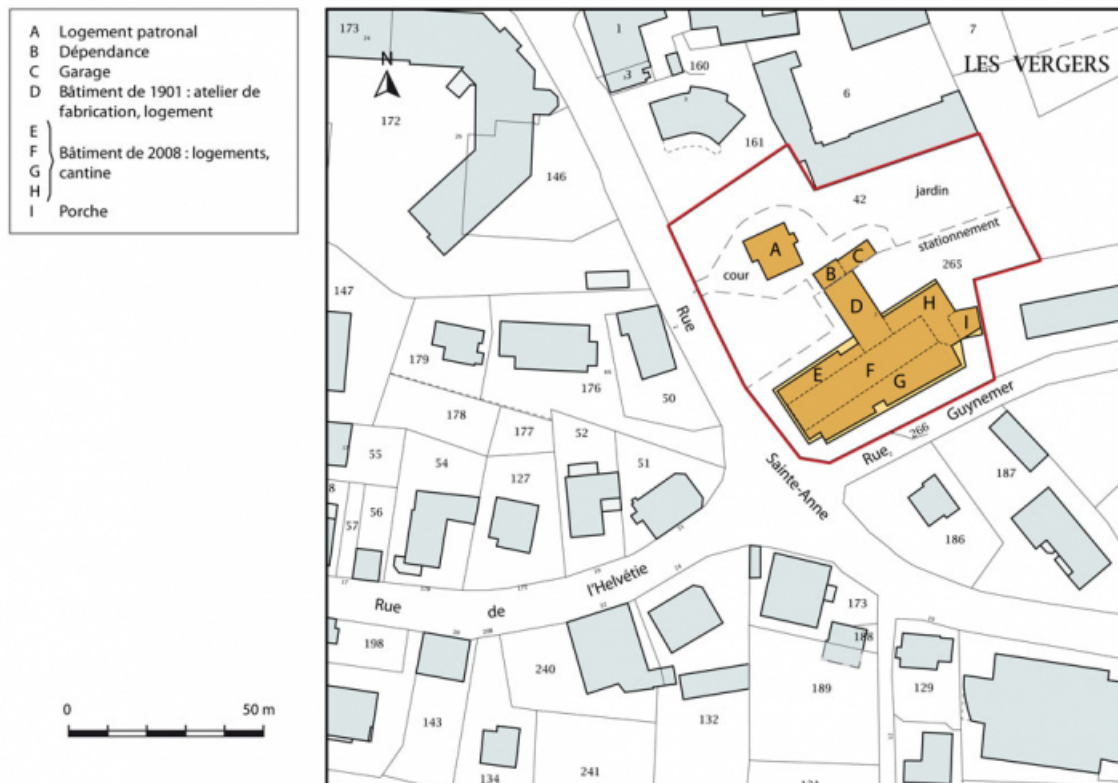 A Logement patronal
B Dépendance
C Garage
D Bâtiment de 1901 : atelier de
fabrication, logement
E
F Bâtiment de 2008 : logements,
G cantine
H
I Porche
0 50 m
N
LES VERGERS
173
1
7
160
3
6
172
161
146
42
jardin
stationnement
A
C
cour
B
265
147
D
H
Rue
I
179
E
F
176
G
50
Guynemer
178
266
177
52
Rue
55
54
51
Sainte-Anne
187
127
56
57
186
l'Helvétie
Rue de
173
188
198
240
189
129
143
132
134
241